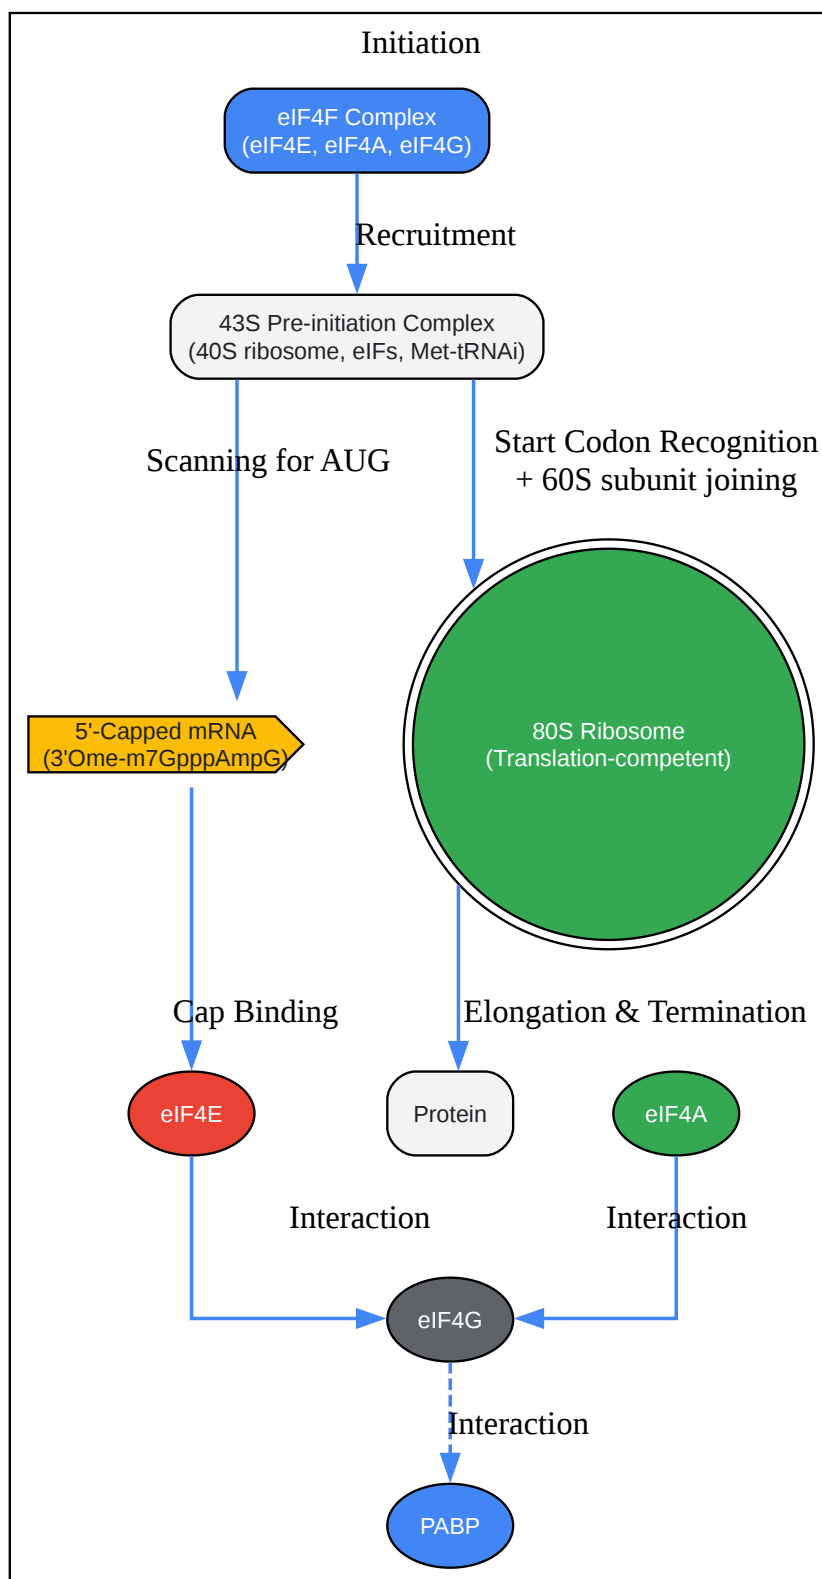 Initiation
eIF4F Complex
(eIF4E, eIF4A, eIF4G)
Recruitment
43S Pre-initiation Complex
(40S ribosome, eIFs, Met-tRNAi)
Scanning for AUG
Start Codon Recognition
+ 60S subunit joining
5'-Capped mRNA
(3'Ome-m7GpppAmpG)
80S Ribosome
(Translation-competent)
Cap Binding
Elongation & Termination
eIF4E
Protein
eIF4A
Interaction
Interaction
eIF4G
Interaction
PABP